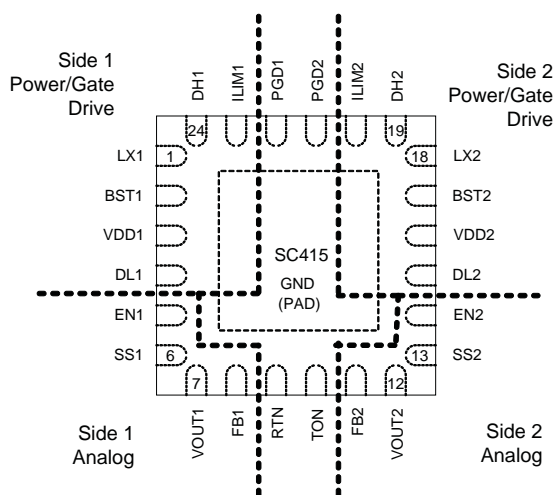 Side 1
Power/Gate
Drive
DH1
ILIM1
PGD1
PGD2
ILIM2
DH2
Side 2
Power/Gate
Drive
24
19
LX1
1
18
LX2
BST1
BST2
VDD1
VDD2
SC415
GND
(PAD)
DL1
DL2
EN1
EN2
SS1
6
13
SS2
7
12
VOUT1
FB1
RTN
TON
FB2
VOUT2
Side 1
Analog
Side 2
Analog